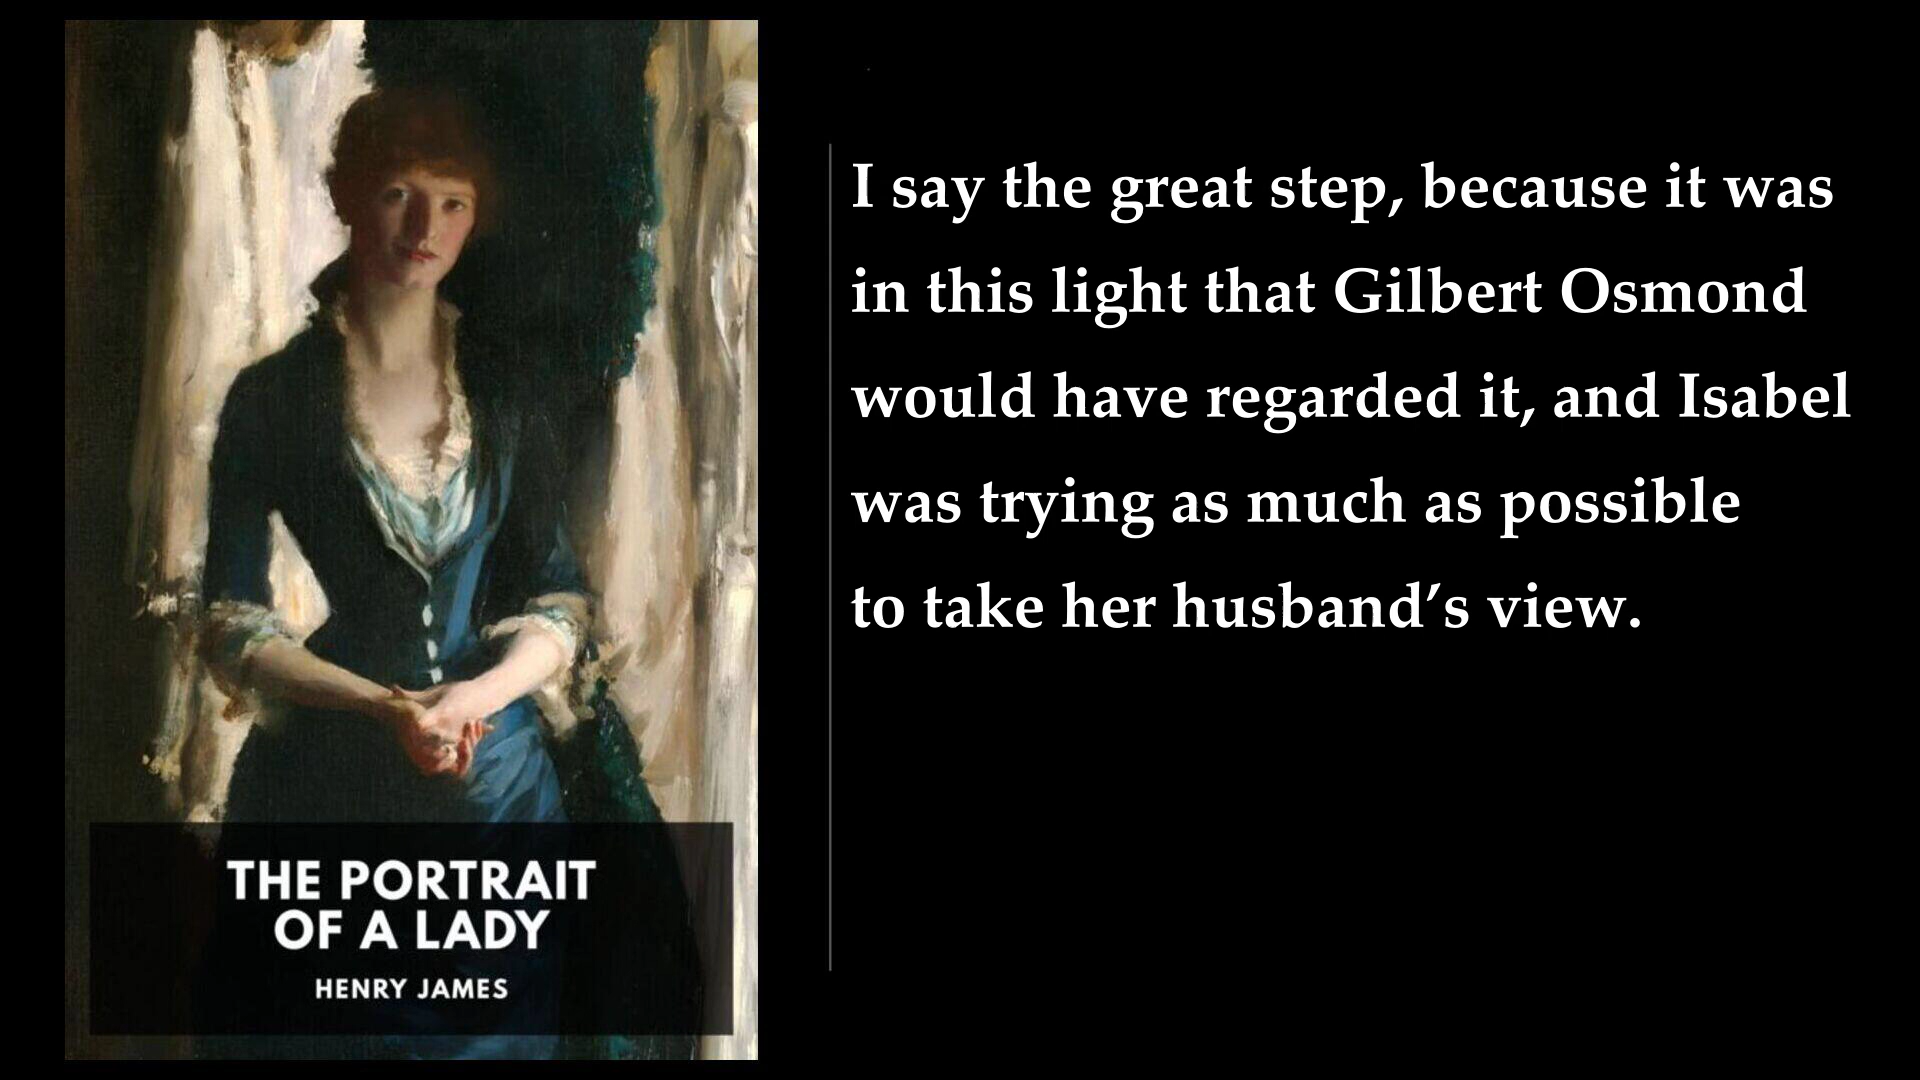 I say the great step, because it was
in this light that Gilbert Osmond
would have regarded it, and Isabel
was trying as much as possible
to take her husband’s view.
THE PORTRAIT
OF A LADY
HENRY JAMES